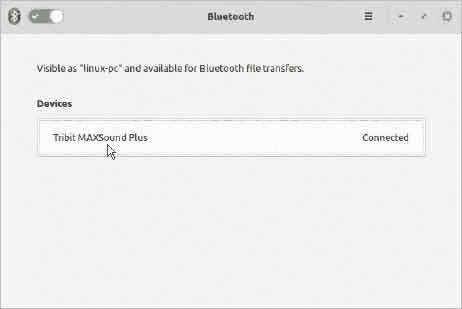 Bluetooth
Visible as "linux-pc" and available for Bluetooth file transfers.
Devices
Tribit MAXSound Plus Connected